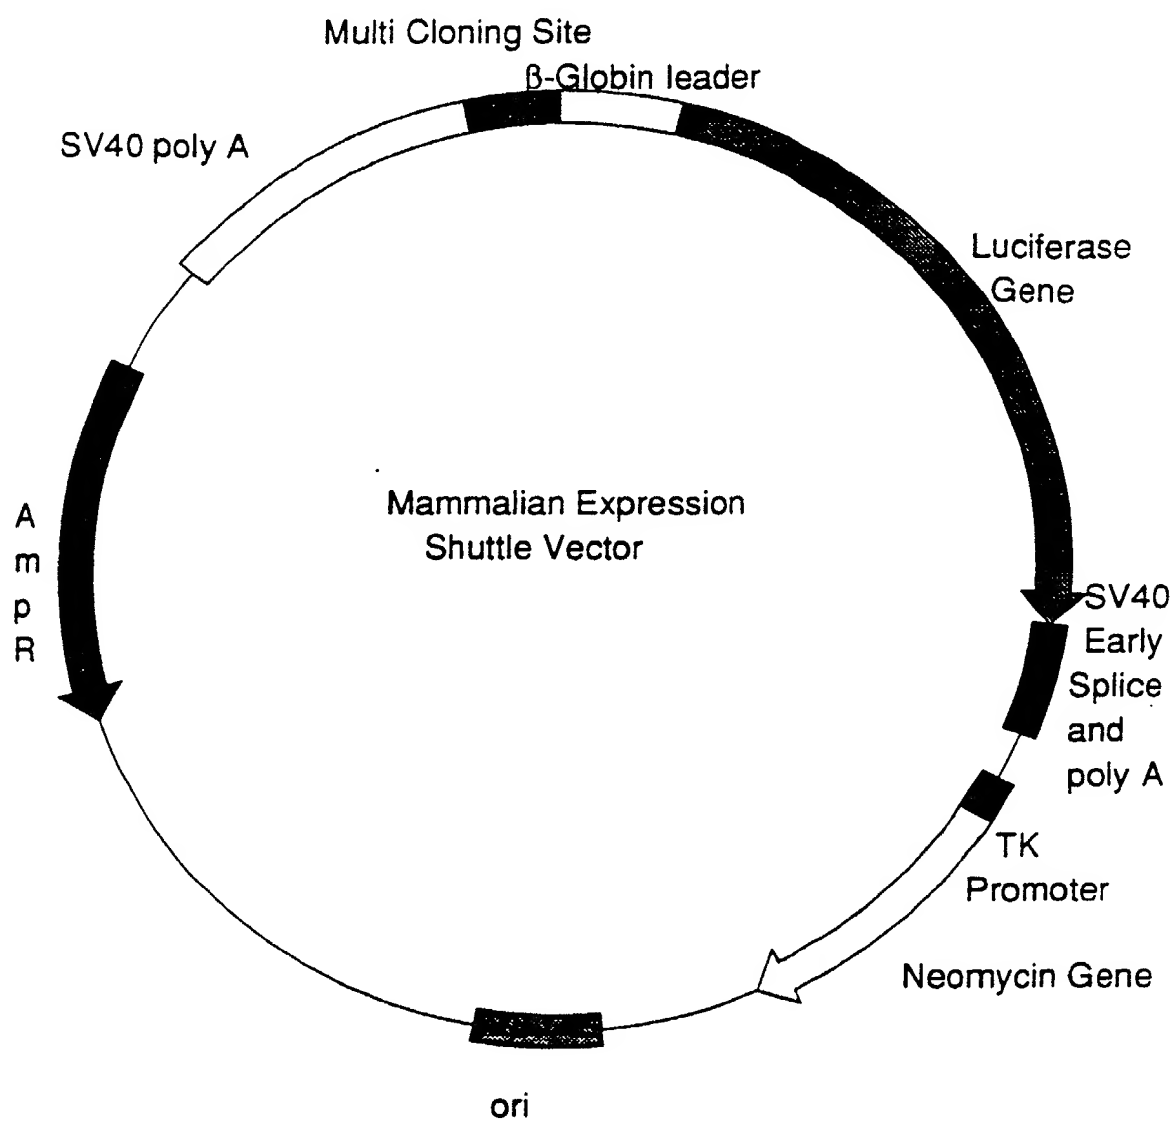 Multi Cloning Site
β-Globin leader
SV40 poly A
Luciferase
Gene
A
m
p
R
Mammalian Expression
Shuttle Vector
SV40
Early
Splice
and
poly A
TK
Promoter
Neomycin Gene
ori